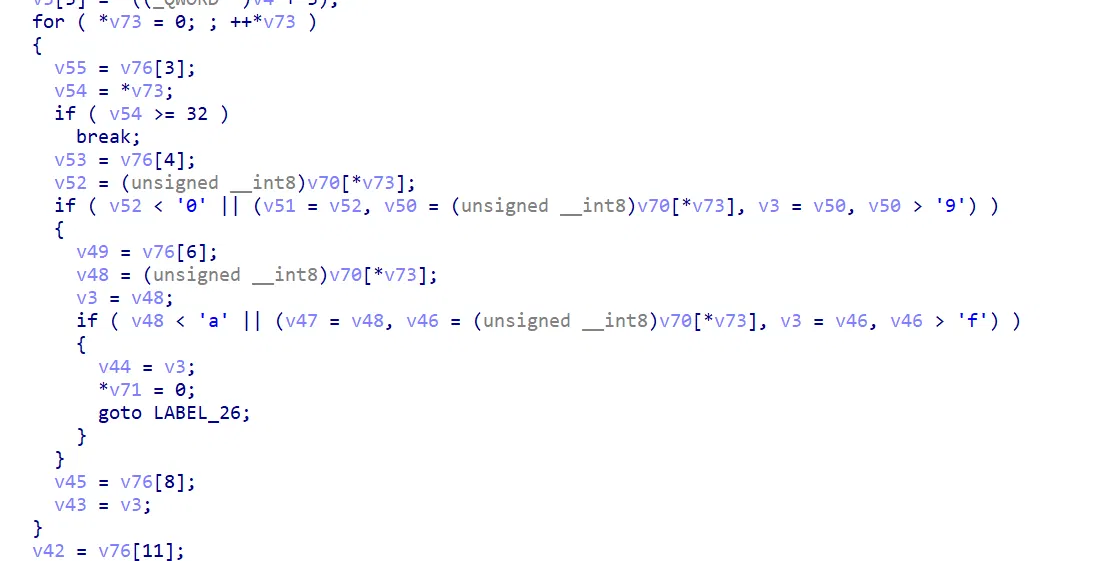 for ( *v73 = 0; ; ++*v73 )
{
v55 = v76[3];
v54 = *v73;
if ( v54 >= 32 )
break;
v53 = v76[4];
v52 = (unsigned __int8)v70[*v73];
if ( v52 < '0' || (v51 = v52, v50 = (unsigned __int8)v70[*v73], v3 = v50, v50 > '9') )
{
v49 = v76[6];
v48 = (unsigned __int8)v70[*v73];
v3 = v48;
if ( v48 < 'a' || (v47 = v48, v46 = (unsigned __int8)v70[*v73], v3 = v46, v46 > 'f') )
{
v44 = v3;
*v71 = 0;
goto LABEL_26;
}
}
v45 = v76[8];
v43 = v3;
}
v42 = v76[11];